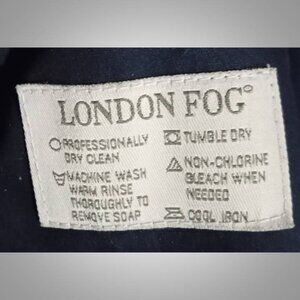 LONDON FOG®
PROFESSIONALLY
DRY CLEAN
MACHINE WASH
WARM RINSE
THOROUGHLY TO
REMOVE SOAP
TUMBLE DRY
NON-CHLORINE
BLEACH WHEN
NEEDED
COOL IRON